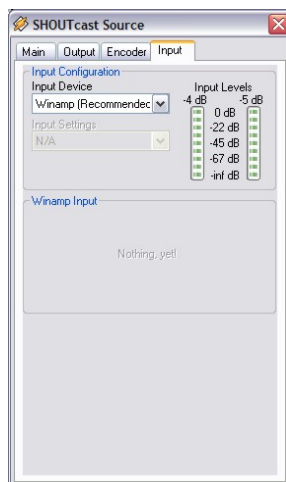 SHOUTcast Source
Main Output Encoder Input
Input Configuration
Input Device
Winamp (Recommendec
Input Settings
N/A
Input Levels
-4 dB -5 dB
0 dB
-22 dB
-45 dB
-67 dB
-inf dB
Winamp Input
Nothing, yet!